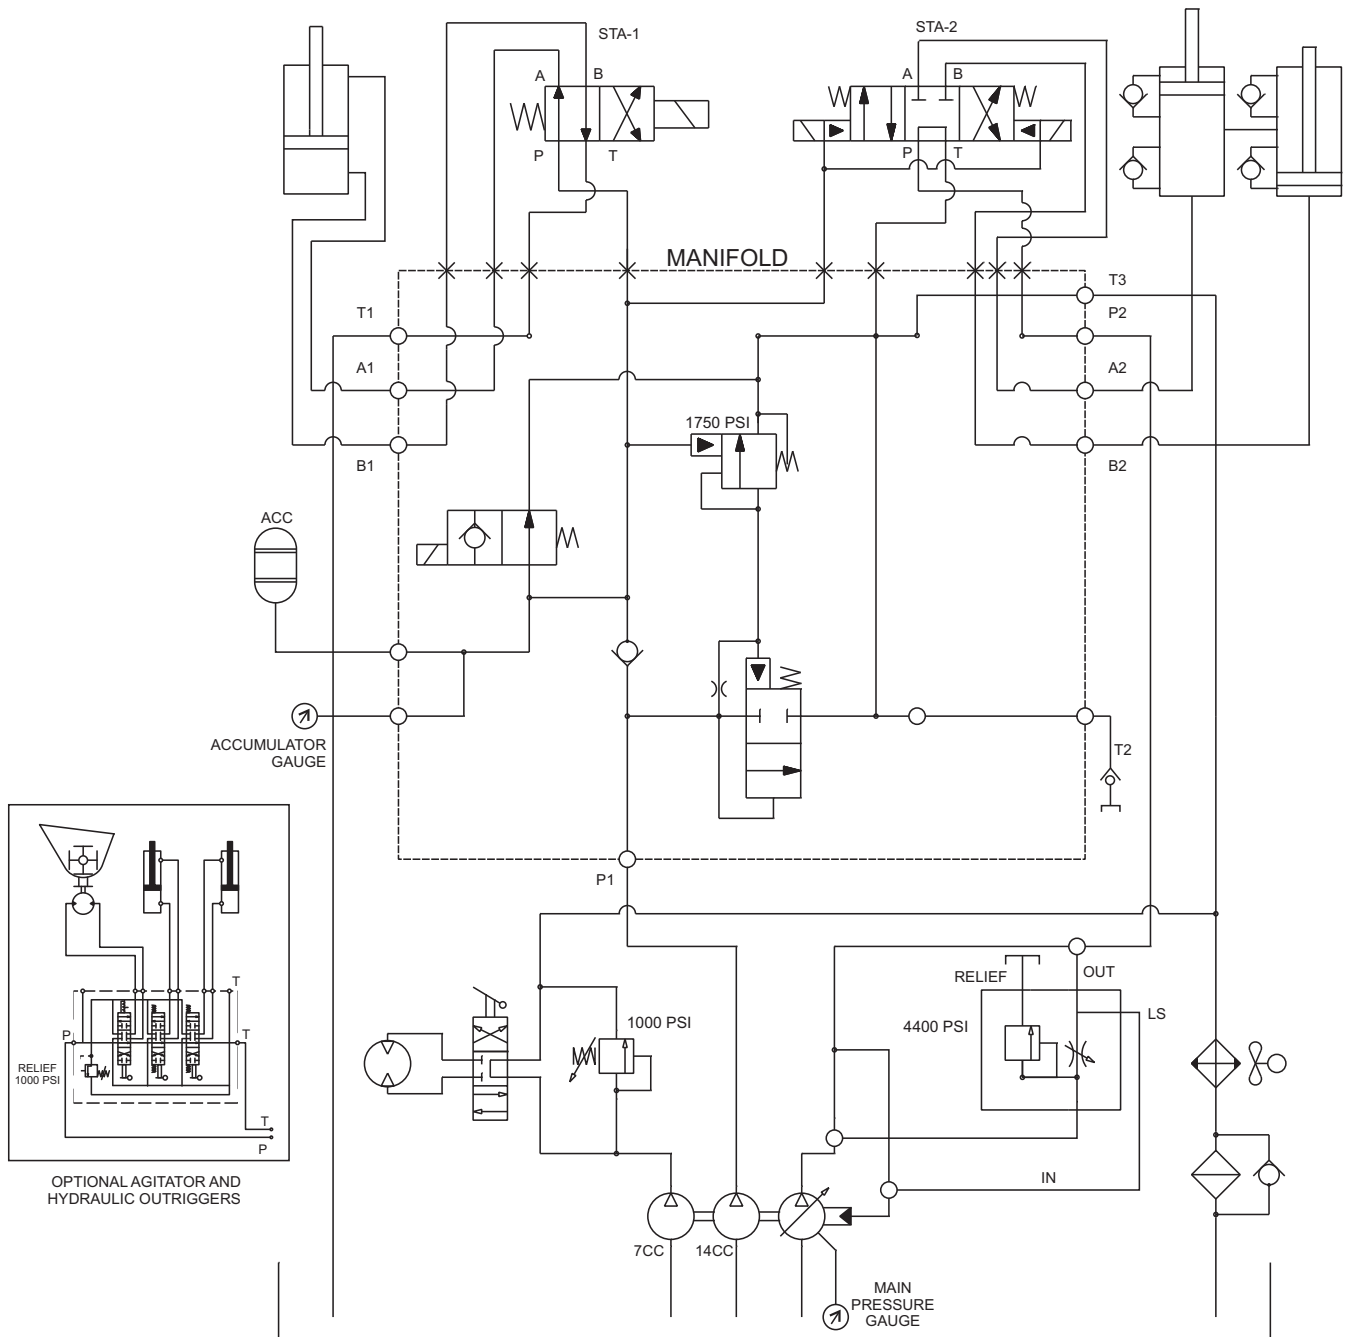 STA-1
STA-2
A
B
P
T
A
B
P
T
MANIFOLD
T1
T3
P2
A1
A2
1750 PSI
B1
B2
ACC
ACCUMULATOR
GAUGE
T2
P1
RELIEF
OUT
1000 PSI
4400 PSI
LS
T
P
T
RELIEF
1000 PSI
T
P
OPTIONAL AGITATOR AND
HYDRAULIC OUTRIGGERS
IN
7CC
14CC
MAIN
PRESSURE
GAUGE